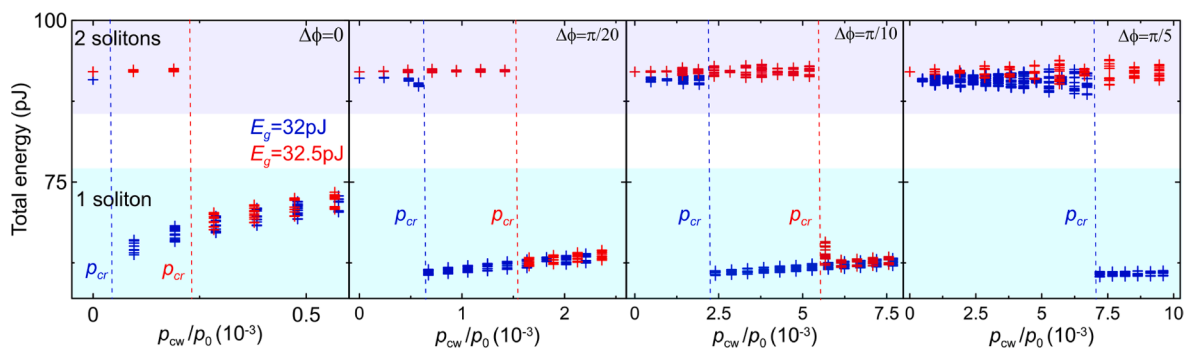 100
75
Total energy (pJ)
2 solitons
1 soliton
Δϕ=0
E_g=32pJ
E_g=32.5pJ
p_cr
p_cr
0
0.5
p_cw/p_0 (10^-3)
Δϕ=π/20
p_cr
p_cr
0
1
2
p_cw/p_0 (10^-3)
Δϕ=π/10
p_cr
p_cr
0
2.5
5
7.5
p_cw/p_0 (10^-3)
Δϕ=π/5
p_cr
0
2.5
5
7.5
10
p_cw/p_0 (10^-3)